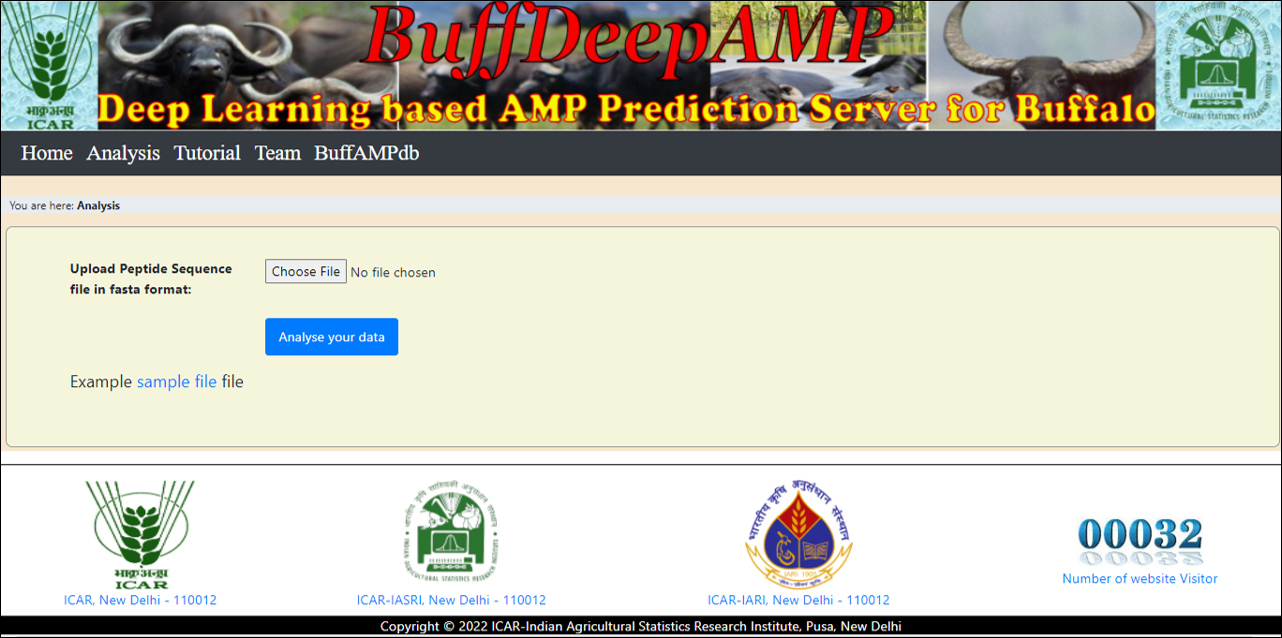 BuffDeepAMP
Deep Learning based AMP Prediction Server for Buffalo
भाकृअनुप
ICAR
Home Analysis Tutorial Team BuffAMPdb
You are here: Analysis
Upload Peptide Sequence
file in fasta format:
Choose File No file chosen
Analyse your data
Example sample file file
भाकृअनुप
ICAR
भारतीय कृषि अनुसंधान संस्थान
00032
Number of website Visitor
ICAR, New Delhi - 110012
ICAR-IASRI, New Delhi - 110012
ICAR-IARI, New Delhi - 110012
Copyright © 2022 ICAR-Indian Agricultural Statistics Research Institute, Pusa, New Delhi